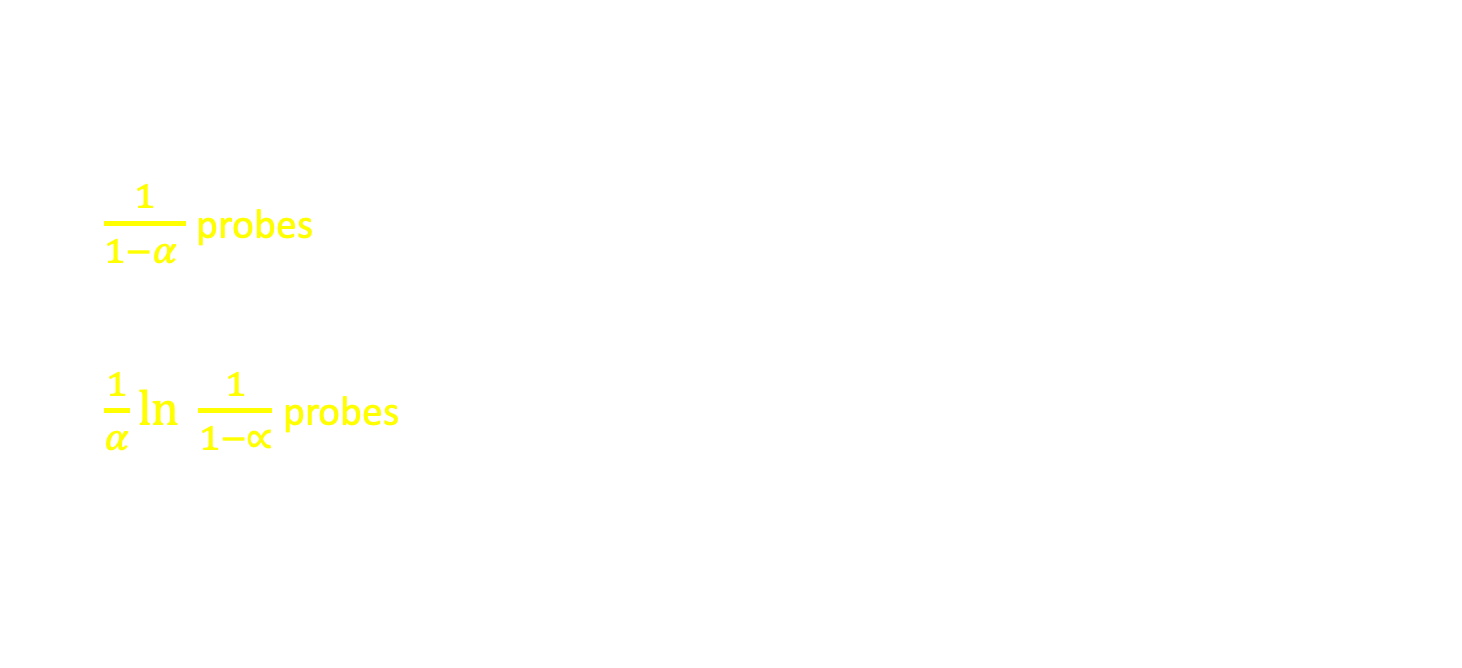 1/(1−α) probes
1/α ln 1/(1−∝) probes